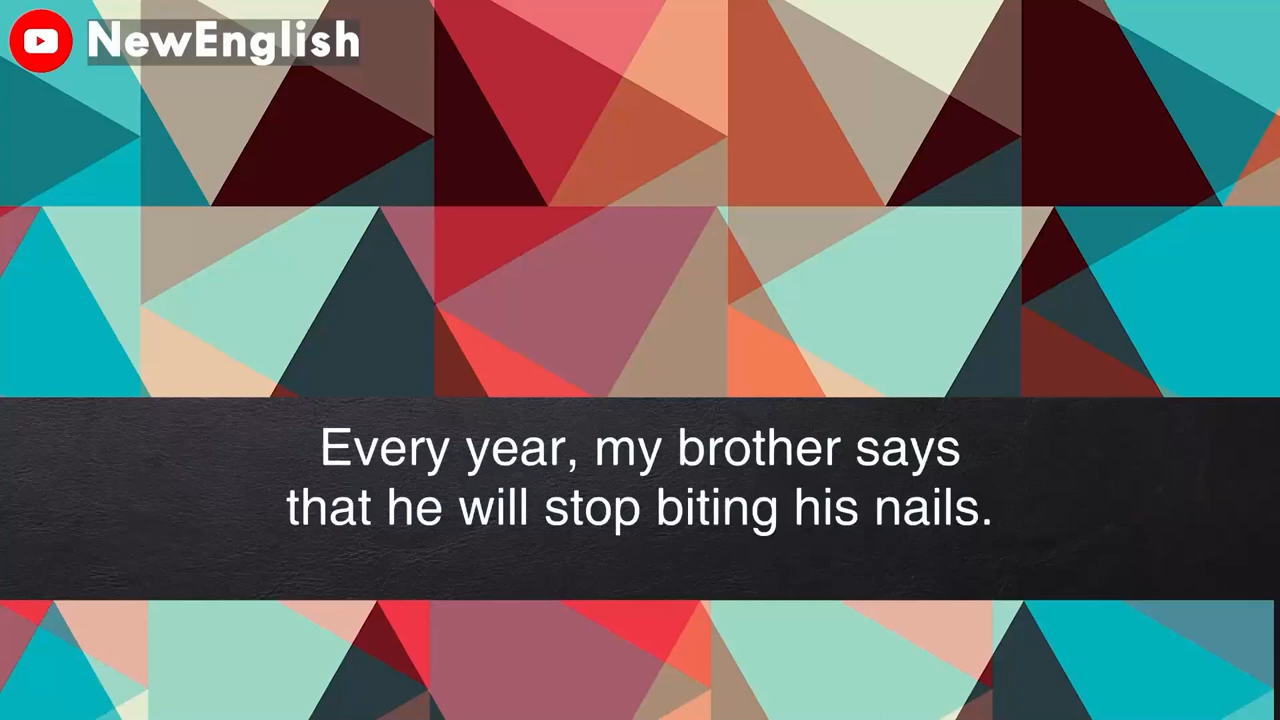 NewEnglish
Every year, my brother says
that he will stop biting his nails.